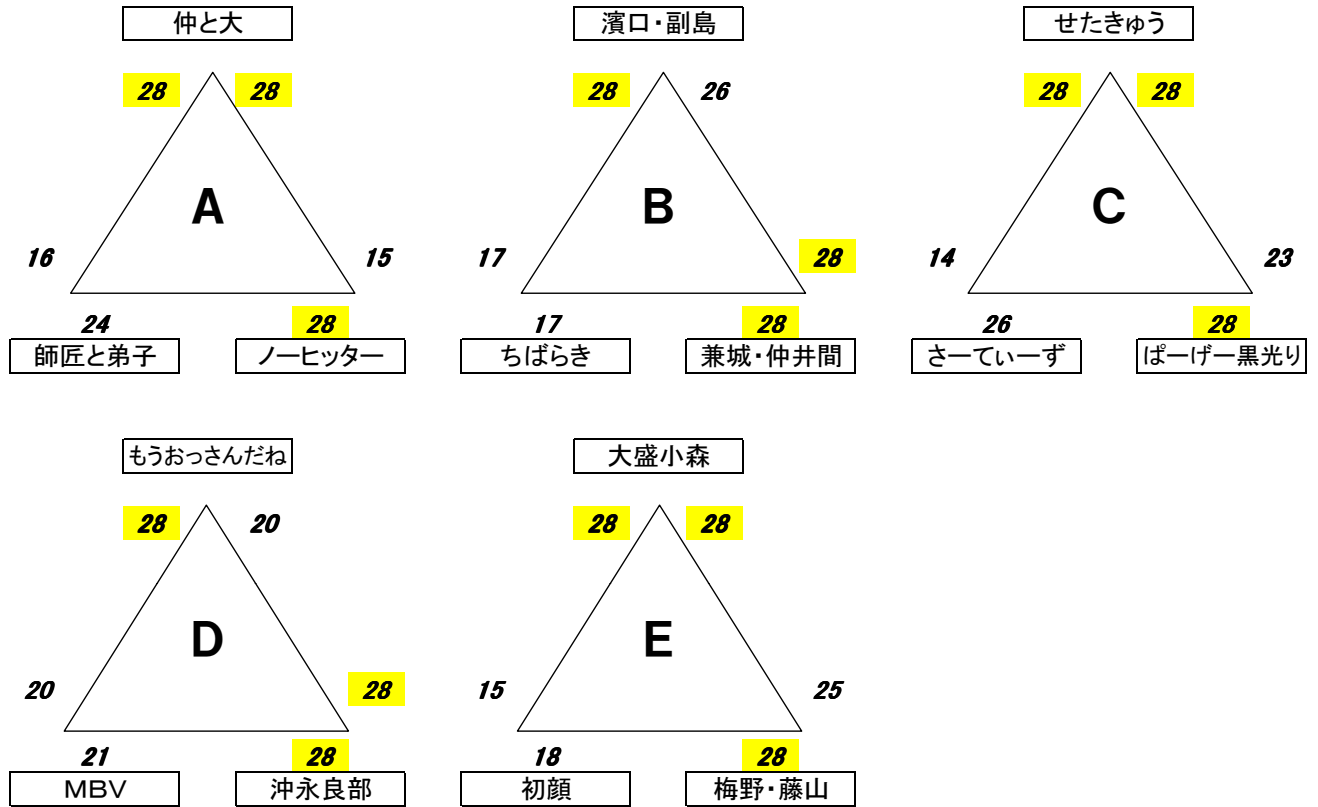 仲と大
濱口・副島
せたきゅう
28 28
28 26
28 28
A
B
C
16 15
17 28
14 23
24 28
17 28
26 28
師匠と弟子
ノーヒッター
ちばらき
兼城・仲井間
さーてぃーず
ぱーげー黒光り
もうおっさんだね
大盛小森
28 20
28 28
D
E
20 28
15 25
21 28
18 28
MBV
沖永良部
初顔
梅野・藤山